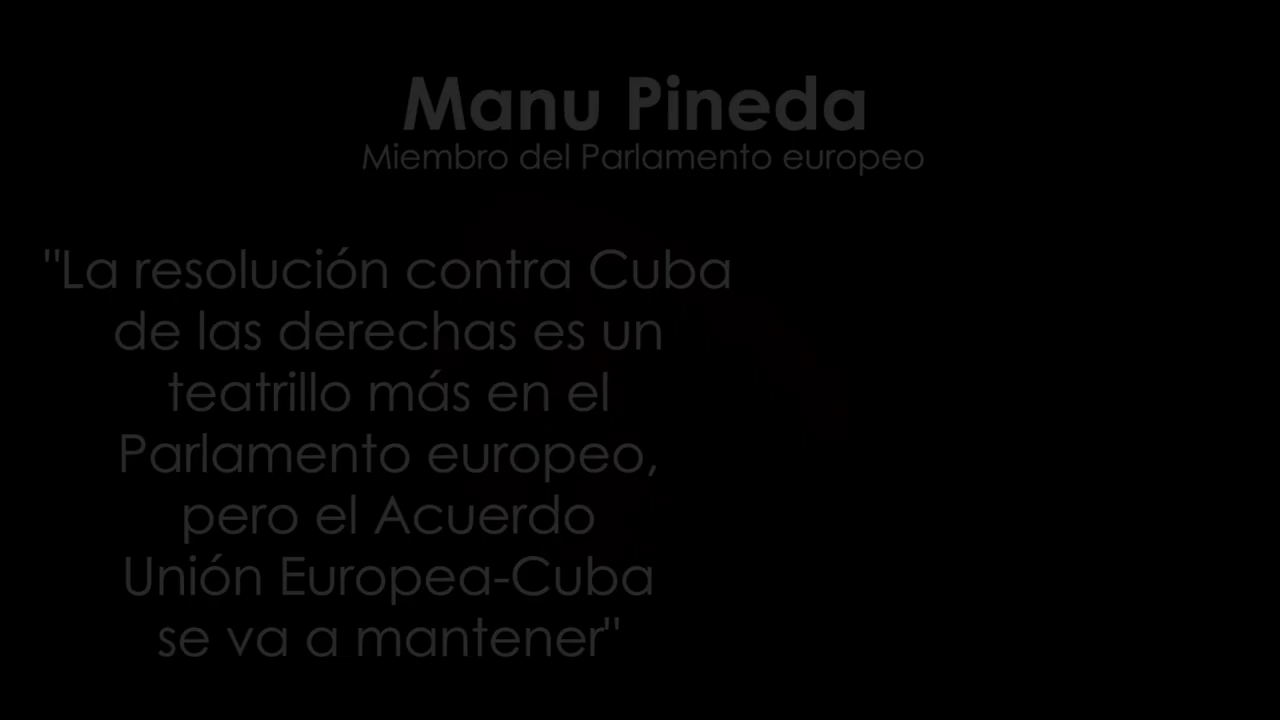 Manu Pineda
Miembro del Parlamento europeo
"La resolución contra Cuba
de las derechas es un
teatrillo más en el
Parlamento europeo,
pero el Acuerdo
Unión Europea-Cuba
se va a mantener"